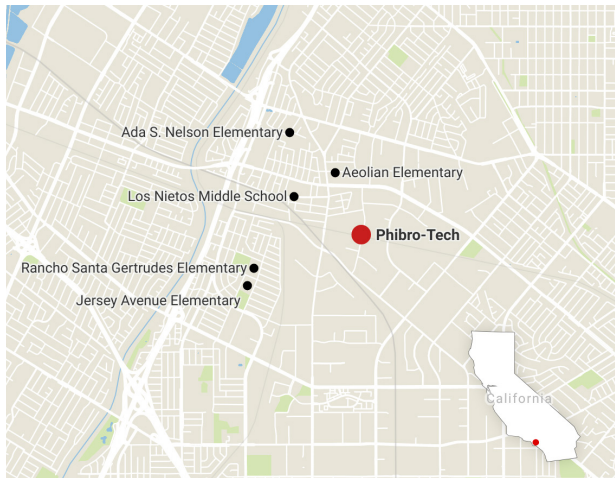 Ada S. Nelson Elementary
Aeolian Elementary
Los Nietos Middle School
Phibro-Tech
Rancho Santa Gertrudes Elementary
Jersey Avenue Elementary
California